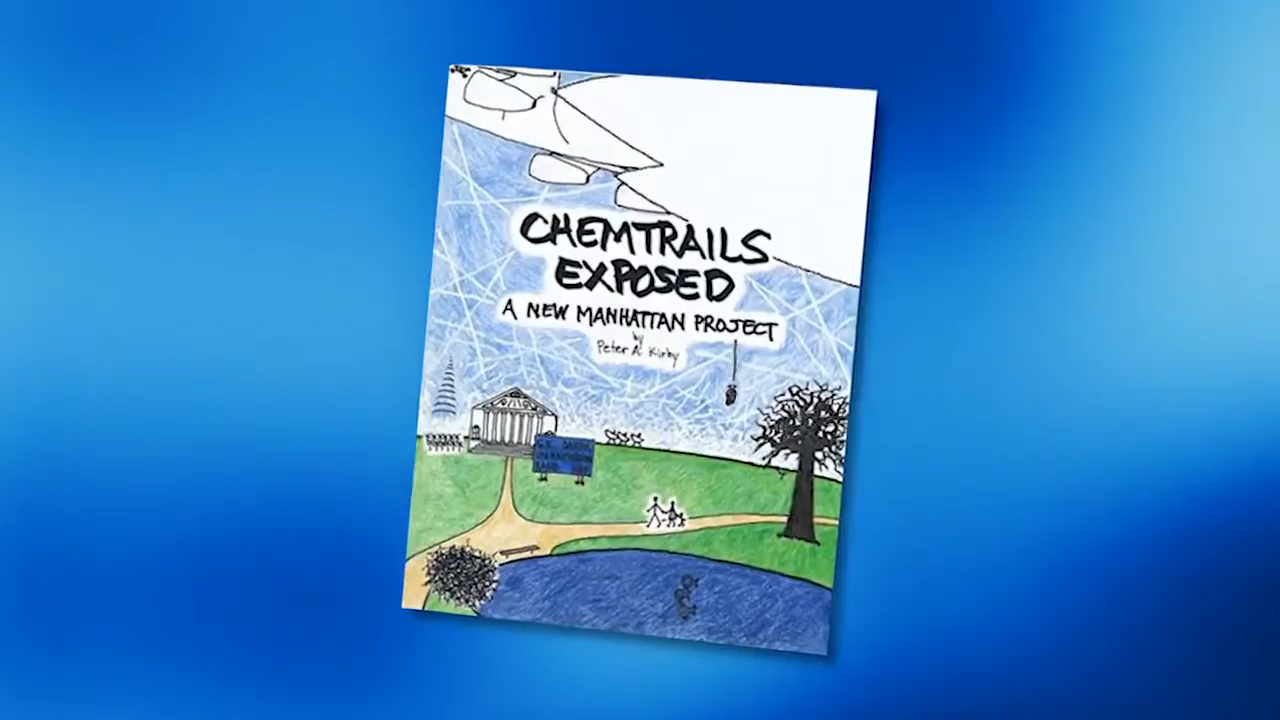 CHEMTRAILS
EXPOSED
A NEW MANHATTAN PROJECT
by
Peter A. Kirby